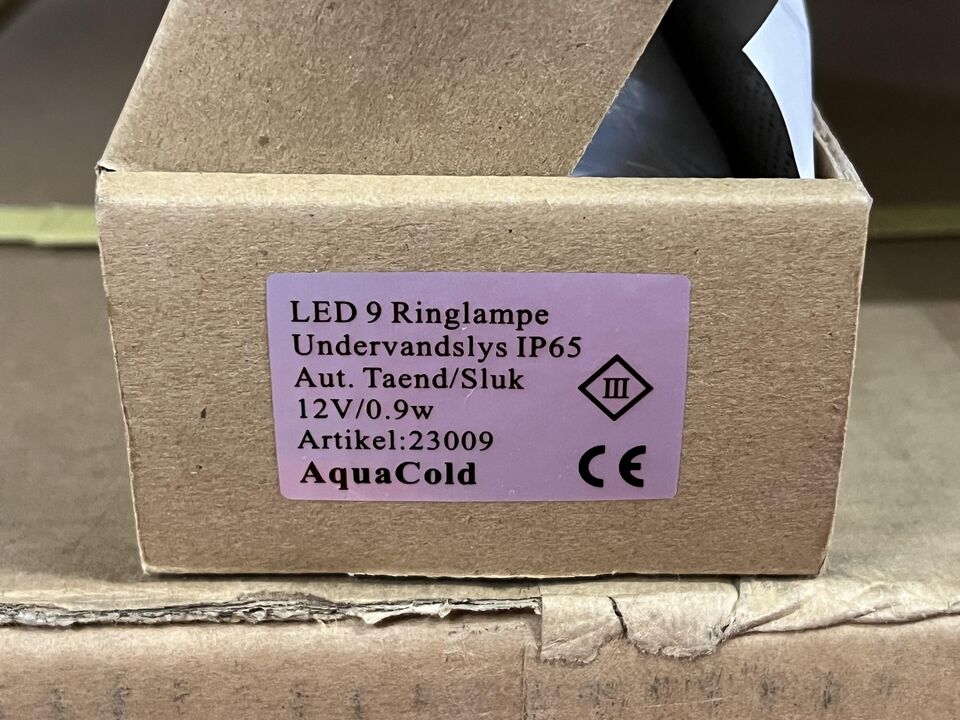 LED 9 Ringlampe
Undervandslys IP65
Aut. Taend/Sluk
12V/0.9w
Artikel:23009
AquaCold
III
CE